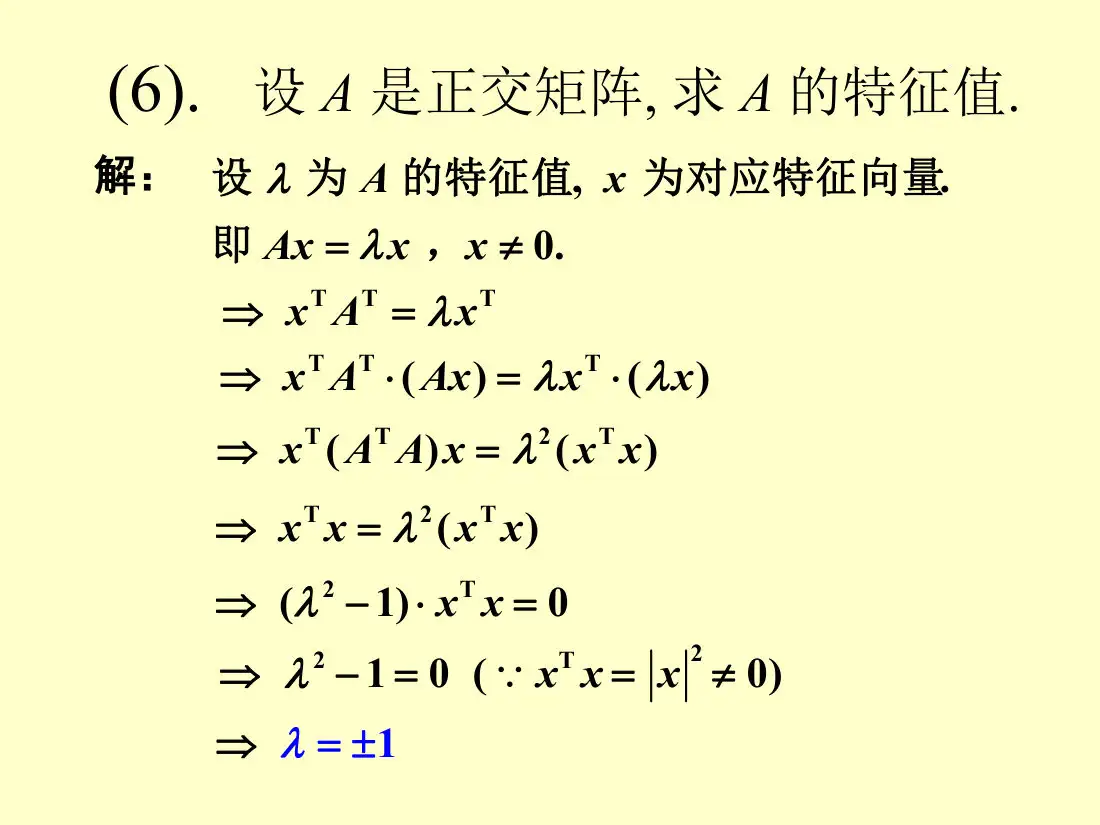 (6). 设 A 是正交矩阵, 求 A 的特征值.
解: 设 λ 为 A 的特征值, x 为对应特征向量.
即 Ax = λx , x ≠ 0.
⇒ xᵀAᵀ = λxᵀ
⇒ xᵀAᵀ·(Ax) = λxᵀ·(λx)
⇒ xᵀ(AᵀA)x = λ²(xᵀx)
⇒ xᵀx = λ²(xᵀx)
⇒ (λ² − 1)·xᵀx = 0
⇒ λ² − 1 = 0 (∵ xᵀx = |x|² ≠ 0)
⇒ λ = ±1